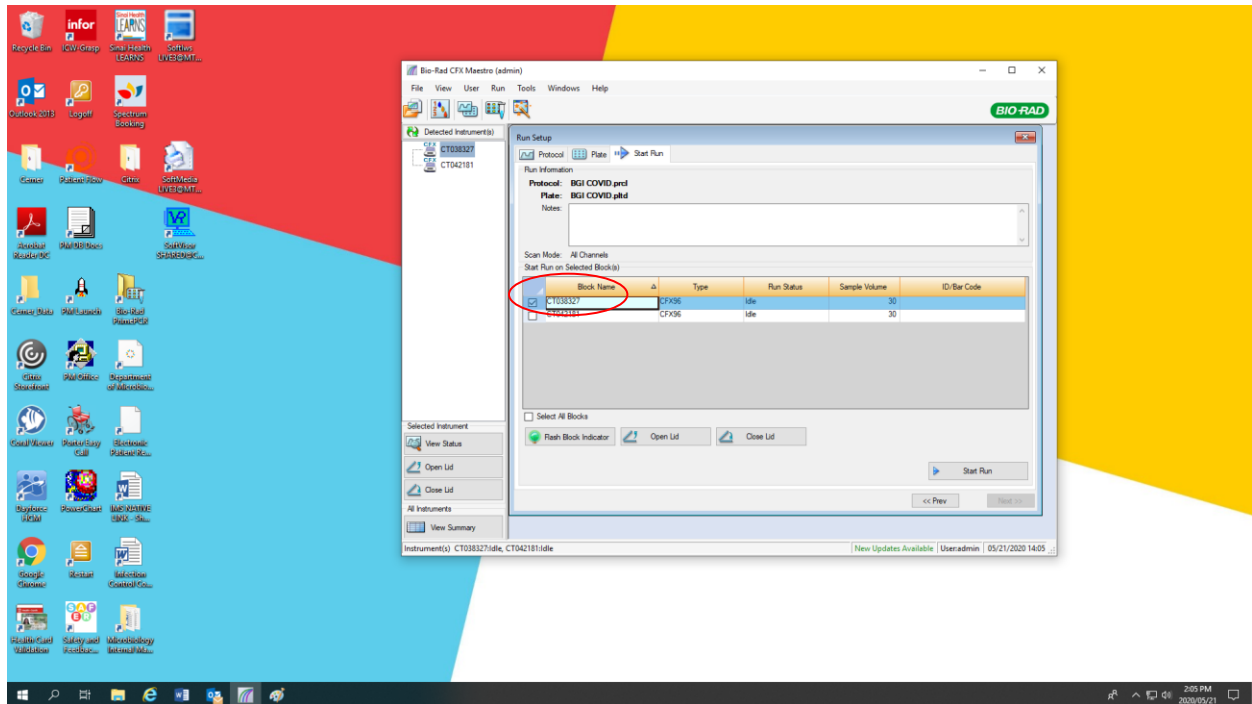 Recycle Bin
infor
ICW-Grasp
Sinai Health
LEARNS
Sinai Health
LEARNS
Softlws
LIVE3@MT...
Outlook 2013
Logoff
Spectrum
Booking
Cerner
Patient Flow
Citrix
SoftMedia
LIVE3@MT...
Acrobat
Reader DC
PM DB Docs
VR
SoftVisor
SHARED@C...
Cerner Data
PM Launch
Bio-Rad
PrimePCR
Citrix
Storefront
PM Office
Department
of Microbio...
Porter/Easy
Call
Electronic
Patient Re...
Dayforce
HCM
PowerChart
Google
Chrome
Restart
Infection
Control Co...
SAFER
Health Card
Validation
Safety and
Feedbac...
Microbiology
Internal Ma...
Bio-Rad CFX Maestro (admin)
File View User Run Tools Windows Help
BIO-RAD
Detected Instrument(s)
CFX
CT038327
CFX
CT042181
Selected Instrument
View Status
Open Lid
Close Lid
All Instruments
View Summary
Run Setup
Protocol Plate Start Run
Run Information
Protocol: BGI COVID.prcl
Plate: BGI COVID.pltd
Notes:
Scan Mode: All Channels
Start Run on Selected Block(s)
Block Name Type Run Status Sample Volume ID/Bar Code
CT038327 CFX96 Idle 30
CT042181 CFX96 Idle 30
Select All Blocks
Flash Block Indicator Open Lid Close Lid
Start Run
<< Prev Next >>
Instrument(s) CT038327:Idle, CT042181:Idle New Updates Available User:admin 05/21/2020 14:05
2:05 PM
2020/05/21